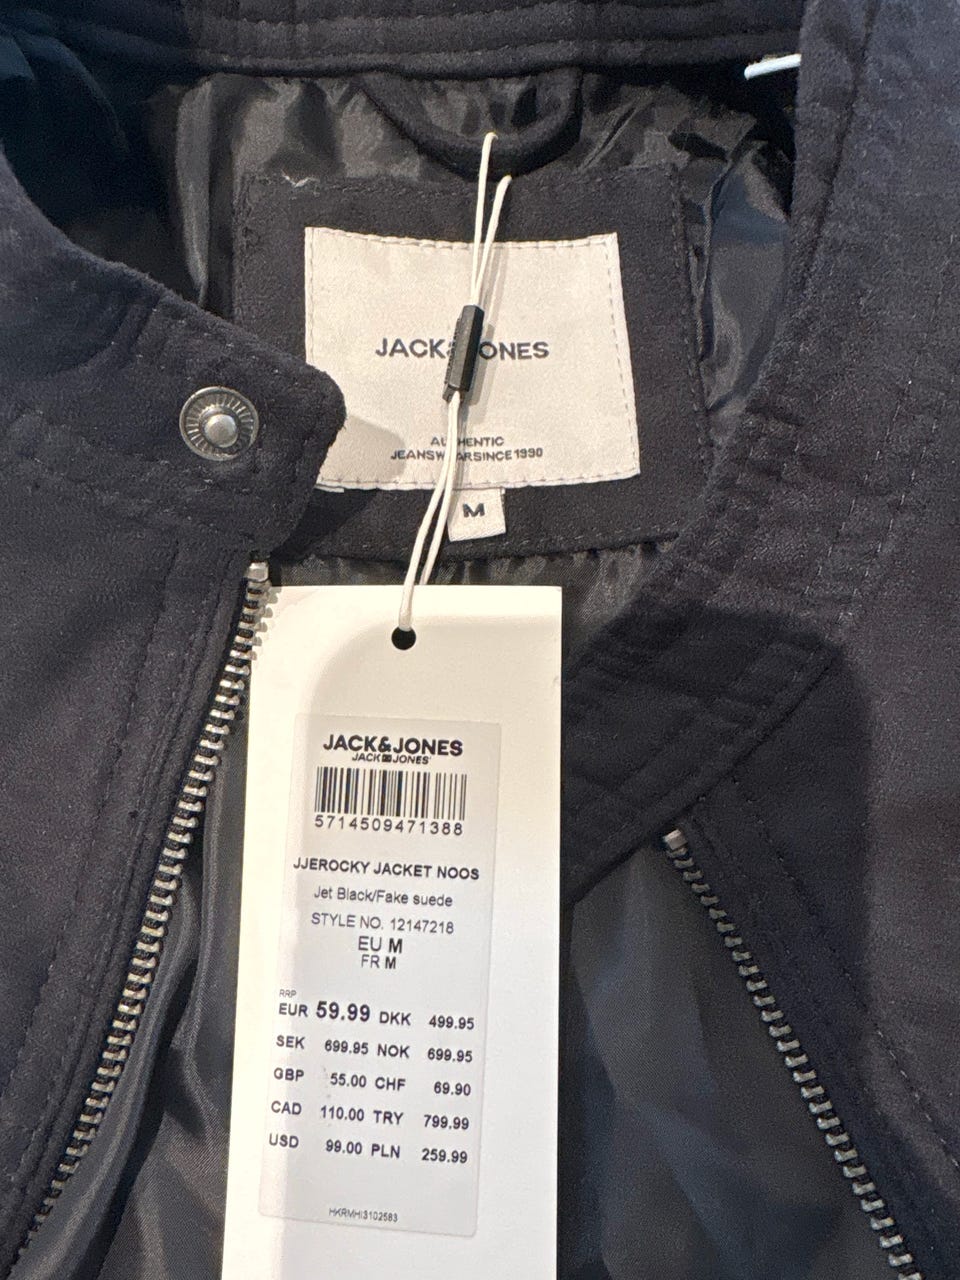 JACK&JONES
AUTHENTIC
JEANSWEARSINCE 1990
M
JACK&JONES
JACK JONES
5714509471388
JJEROCKY JACKET NOOS
Jet Black/Fake suede
STYLE NO. 12147218
EU M
FR M
RRP
EUR 59.99 DKK 499.95
SEK 699.95 NOK 699.95
GBP 55.00 CHF 69.90
CAD 110.00 TRY 799.99
USD 99.00 PLN 259.99
HKRMHI3102583